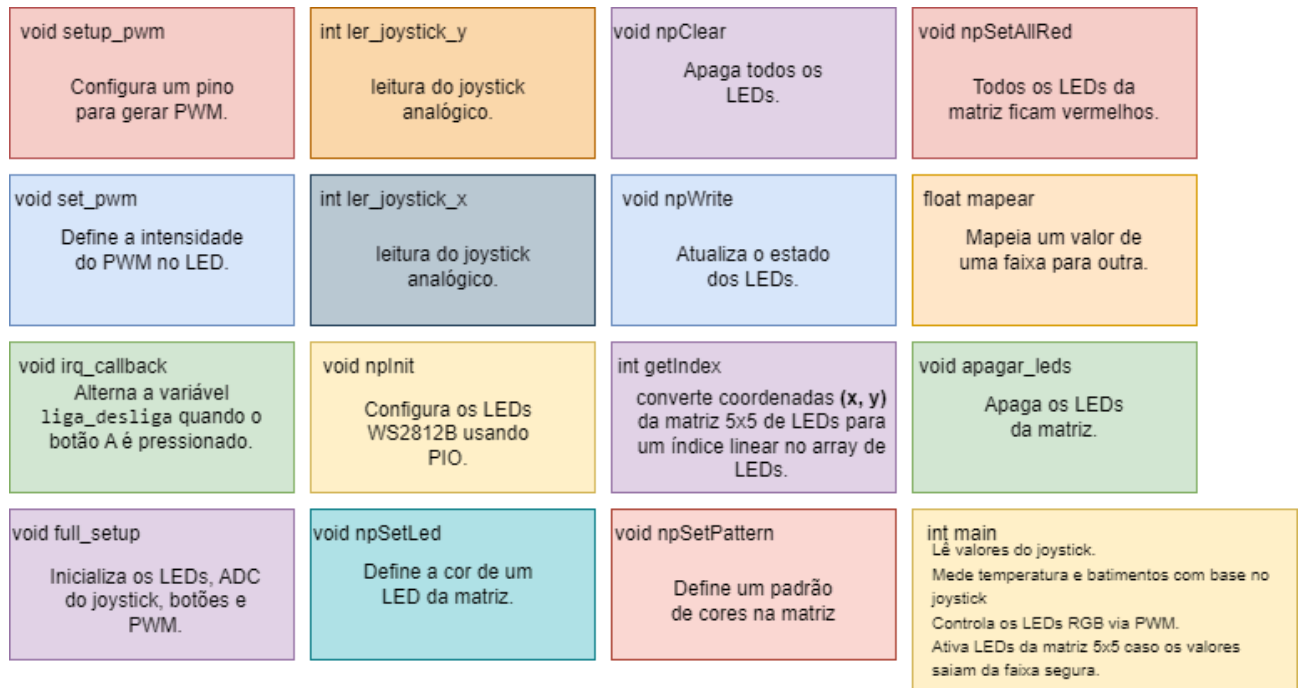 void setup_pwm
Configura um pino
para gerar PWM.
int ler_joystick_y
leitura do joystick
analógico.
void npClear
Apaga todos os
LEDs.
void npSetAllRed
Todos os LEDs da
matriz ficam vermelhos.
void set_pwm
Define a intensidade
do PWM no LED.
int ler_joystick_x
leitura do joystick
analógico.
void npWrite
Atualiza o estado
dos LEDs.
float mapear
Mapeia um valor de
uma faixa para outra.
void irq_callback
Alterna a variável
liga_desliga quando o
botão A é pressionado.
void npInit
Configura os LEDs
WS2812B usando
PIO.
int getIndex
converte coordenadas (x, y)
da matriz 5x5 de LEDs para
um índice linear no array de
LEDs.
void apagar_leds
Apaga os LEDs
da matriz.
void full_setup
Inicializa os LEDs, ADC
do joystick, botões e
PWM.
void npSetLed
Define a cor de um
LED da matriz.
void npSetPattern
Define um padrão
de cores na matriz
int main
Lê valores do joystick.
Mede temperatura e batimentos com base no
joystick
Controla os LEDs RGB via PWM.
Ativa LEDs da matriz 5x5 caso os valores
saiam da faixa segura.